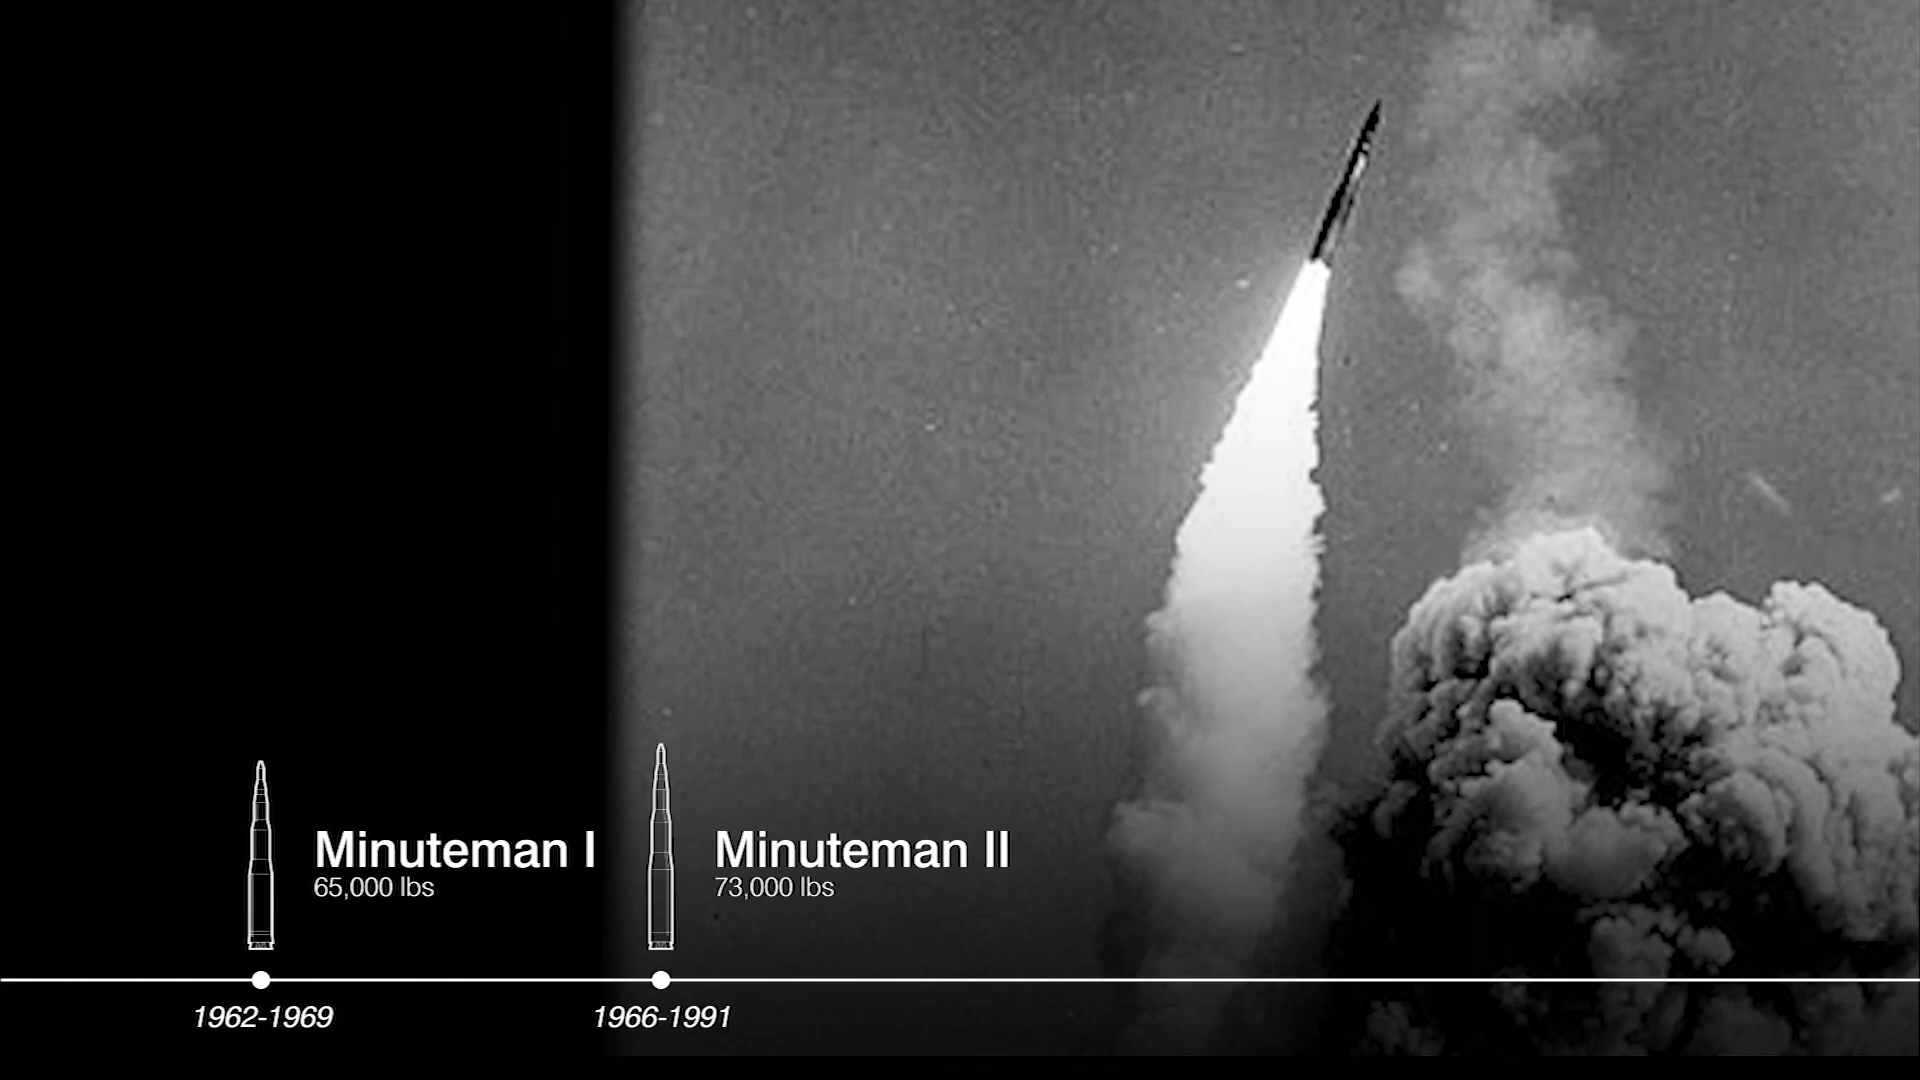 Minuteman I
65,000 lbs
1962-1969
Minuteman II
73,000 lbs
1966-1991